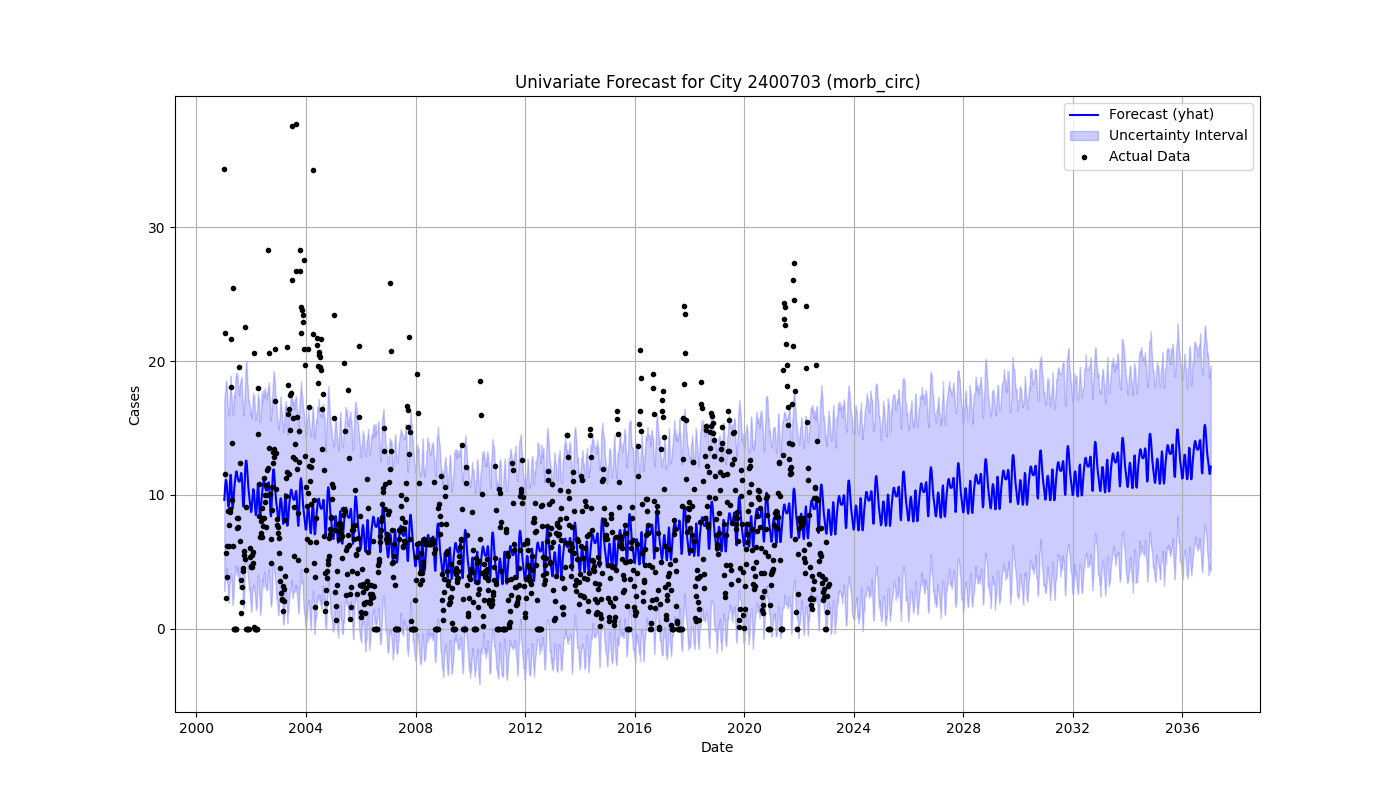 Univariate Forecast for City 2400703 (morb_circ)
Forecast (yhat)
Uncertainty Interval
Actual Data
Cases
30
20
10
0
2000 2004 2008 2012 2016 2020 2024 2028 2032 2036
Date